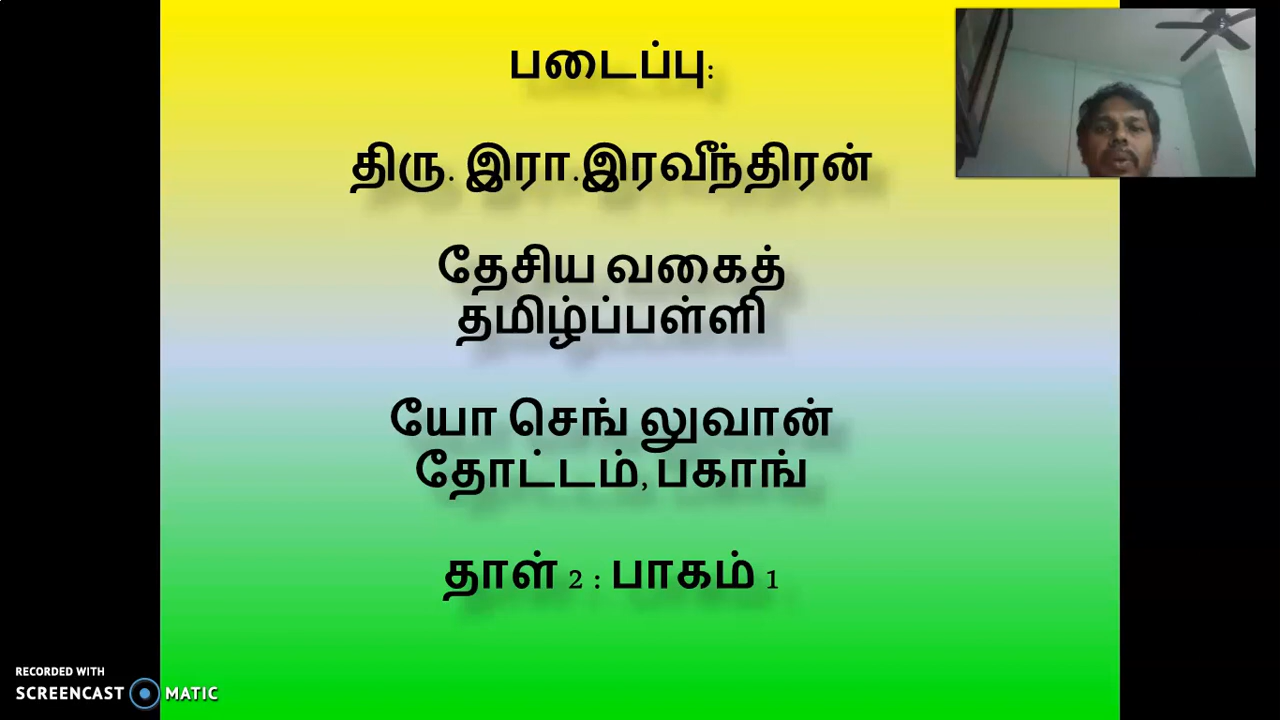 படைப்பு:
திரு. இரா.இரவீந்திரன்
தேசிய வகைத்
தமிழ்ப்பள்ளி
யோ செங் லுவான்
தோட்டம், பகாங்
தாள் 2 : பாகம் 1
RECORDED WITH
SCREENCAST MATIC